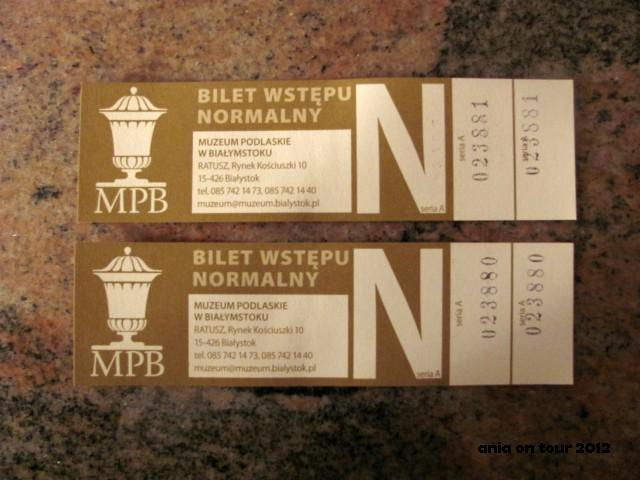 BILET WSTĘPU
NORMALNY
MUZEUM PODLASKIE
W BIAŁYMSTOKU
RATUSZ, Rynek Kościuszki 10
15-426 Białystok
tel. 085 742 14 73, 085 742 14 40
muzeum@muzeum.bialystok.pl
MPB
N
seria A
seria A
023881
seria A
023881
BILET WSTĘPU
NORMALNY
MUZEUM PODLASKIE
W BIAŁYMSTOKU
RATUSZ, Rynek Kościuszki 10
15-426 Białystok
tel. 085 742 14 73, 085 742 14 40
muzeum@muzeum.bialystok.pl
MPB
N
seria A
seria A
023880
seria A
023880
ania on tour 2012